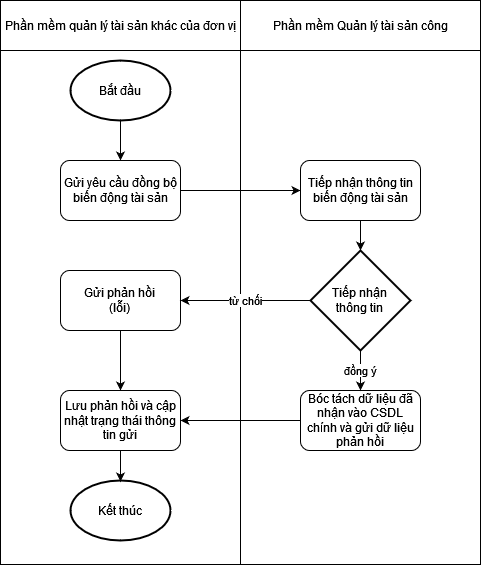 Phần mềm quản lý tài sản khác của đơn vị
Phần mềm Quản lý tài sản công
Bắt đầu
Gửi yêu cầu đồng bộ
biến động tài sản
Tiếp nhận thông tin
biến động tài sản
Gửi phản hồi
(lỗi)
từ chối
Tiếp nhận
thông tin
đồng ý
Lưu phản hồi và cập
nhật trạng thái thông
tin gửi
Bóc tách dữ liệu đã
nhận vào CSDL
chính và gửi dữ liệu
phản hồi
Kết thúc